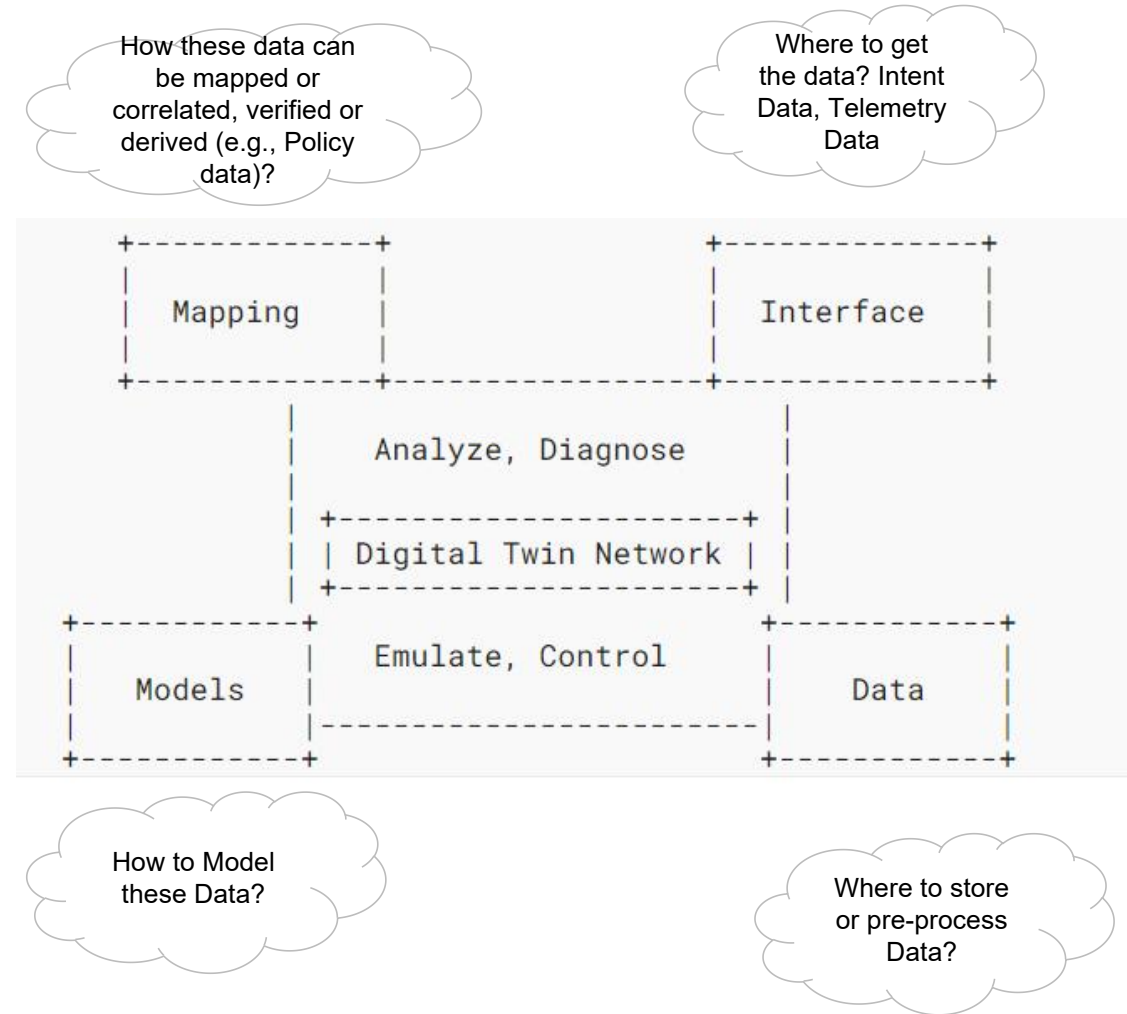 How these data can
be mapped or
correlated, verified or
derived (e.g., Policy
data)?
Where to get
the data? Intent
Data, Telemetry
Data
Mapping
Interface
Analyze, Diagnose
Digital Twin Network
Emulate, Control
Models
Data
How to Model
these Data?
Where to store
or pre-process
Data?